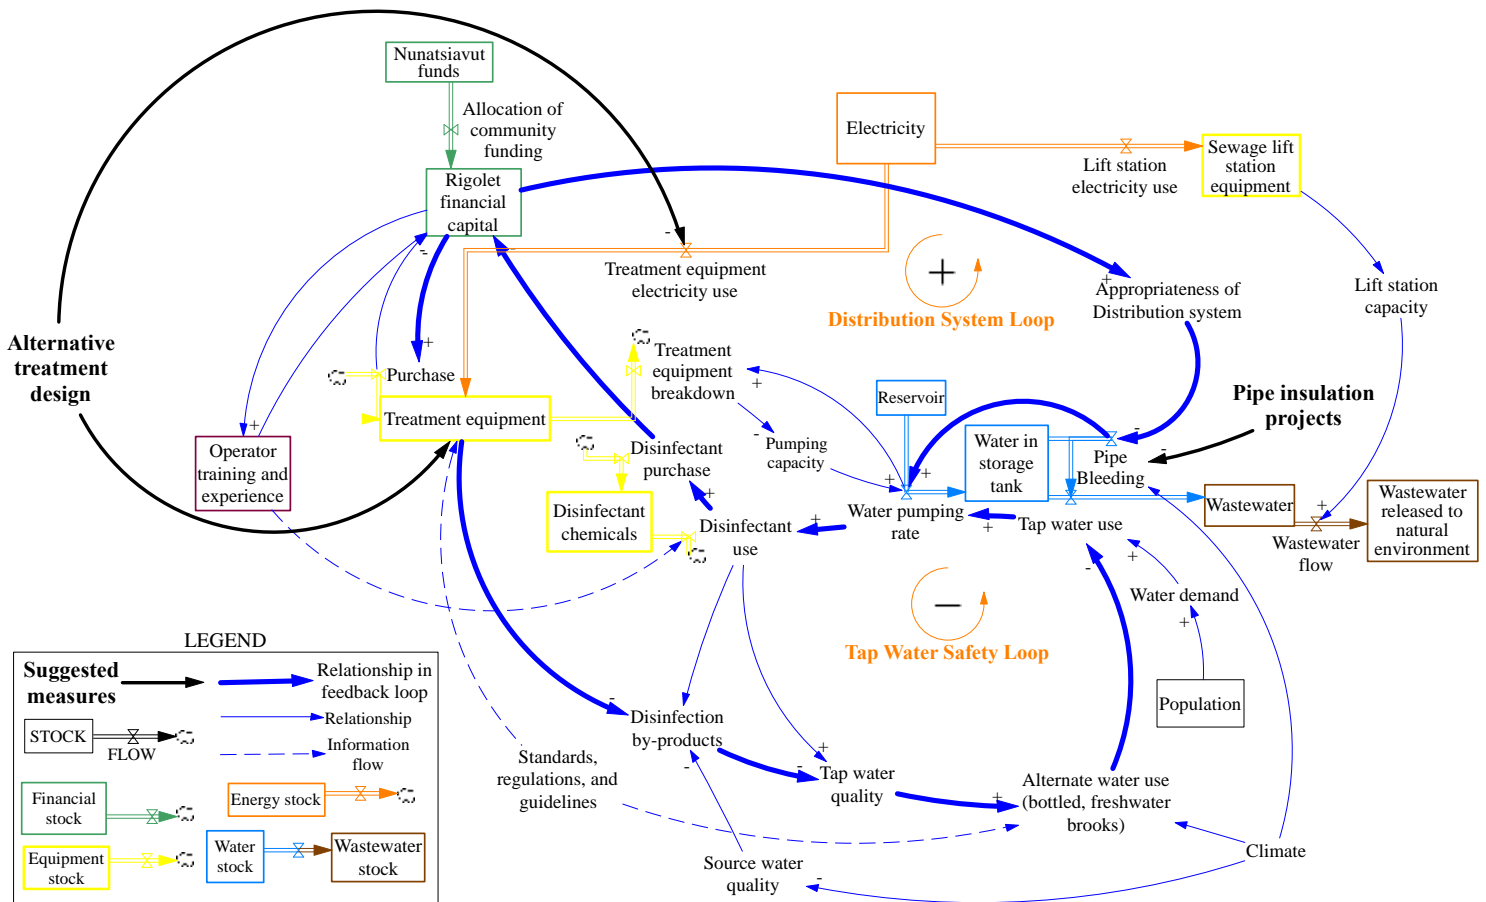 Nunatsiavut
funds
Allocation of
community
funding
Rigolet
financial
capital
Electricity
Lift station
electricity use
Sewage lift
station
equipment
Treatment equipment
electricity use
+
Distribution System Loop
Appropriateness of
Distribution system
Lift station
capacity
Alternative
treatment
design
Purchase
Treatment
equipment
breakdown
Treatment equipment
Reservoir
Pipe insulation
projects
Operator
training and
experience
Disinfectant
purchase
Pumping
capacity
Water in
storage
tank
Pipe
Bleeding
Disinfectant
chemicals
Disinfectant
use
Water pumping
rate
Tap water use
Wastewater
Wastewater
flow
Wastewater
released to
natural
environment
—
Tap Water Safety Loop
Water demand
Population
Disinfection
by-products
Standards,
regulations, and
guidelines
Tap water
quality
Alternate water use
(bottled, freshwater
brooks)
Source water
quality
Climate
LEGEND
Suggested
measures
Relationship in
feedback loop
STOCK
FLOW
Relationship
Information
flow
Financial
stock
Energy stock
Equipment
stock
Water
stock
Wastewater
stock